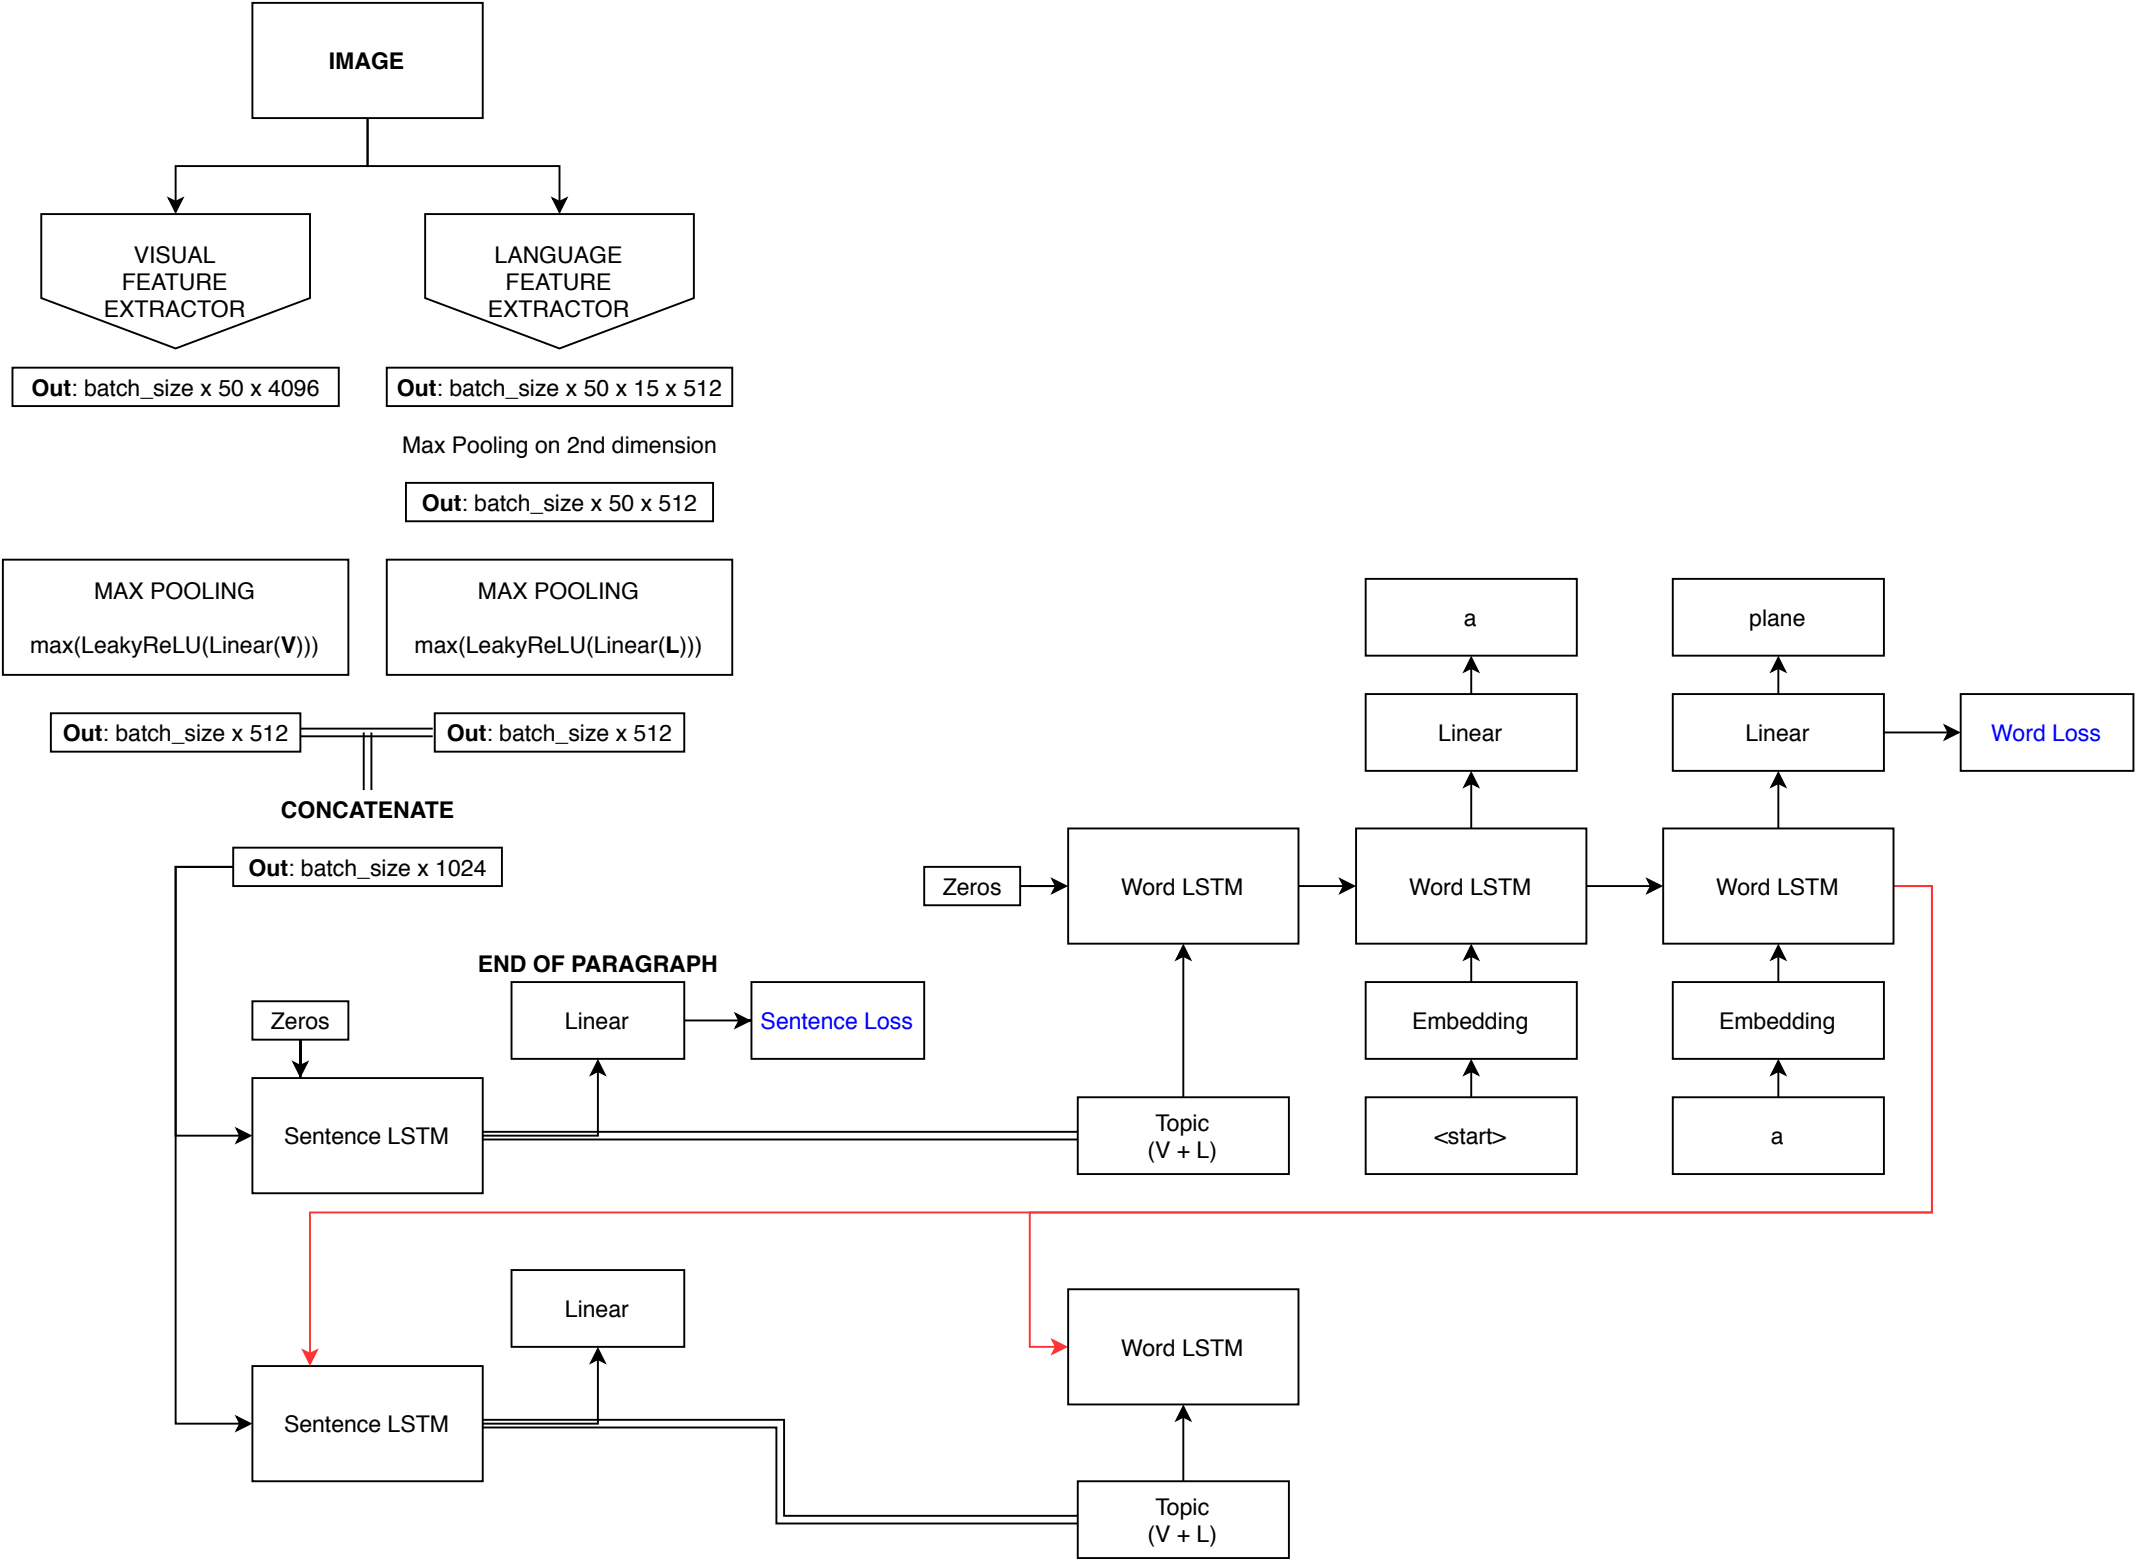 IMAGE
VISUAL
FEATURE
EXTRACTOR
LANGUAGE
FEATURE
EXTRACTOR
Out: batch_size x 50 x 4096
Out: batch_size x 50 x 15 x 512
Max Pooling on 2nd dimension
Out: batch_size x 50 x 512
MAX POOLING
max(LeakyReLU(Linear(V)))
MAX POOLING
max(LeakyReLU(Linear(L)))
Out: batch_size x 512
Out: batch_size x 512
CONCATENATE
Out: batch_size x 1024
a
plane
Linear
Linear
Word Loss
Zeros
Word LSTM
Word LSTM
Word LSTM
END OF PARAGRAPH
Zeros
Linear
Sentence Loss
Embedding
Embedding
Sentence LSTM
Topic
(V + L)
<start>
a
Linear
Word LSTM
Sentence LSTM
Topic
(V + L)